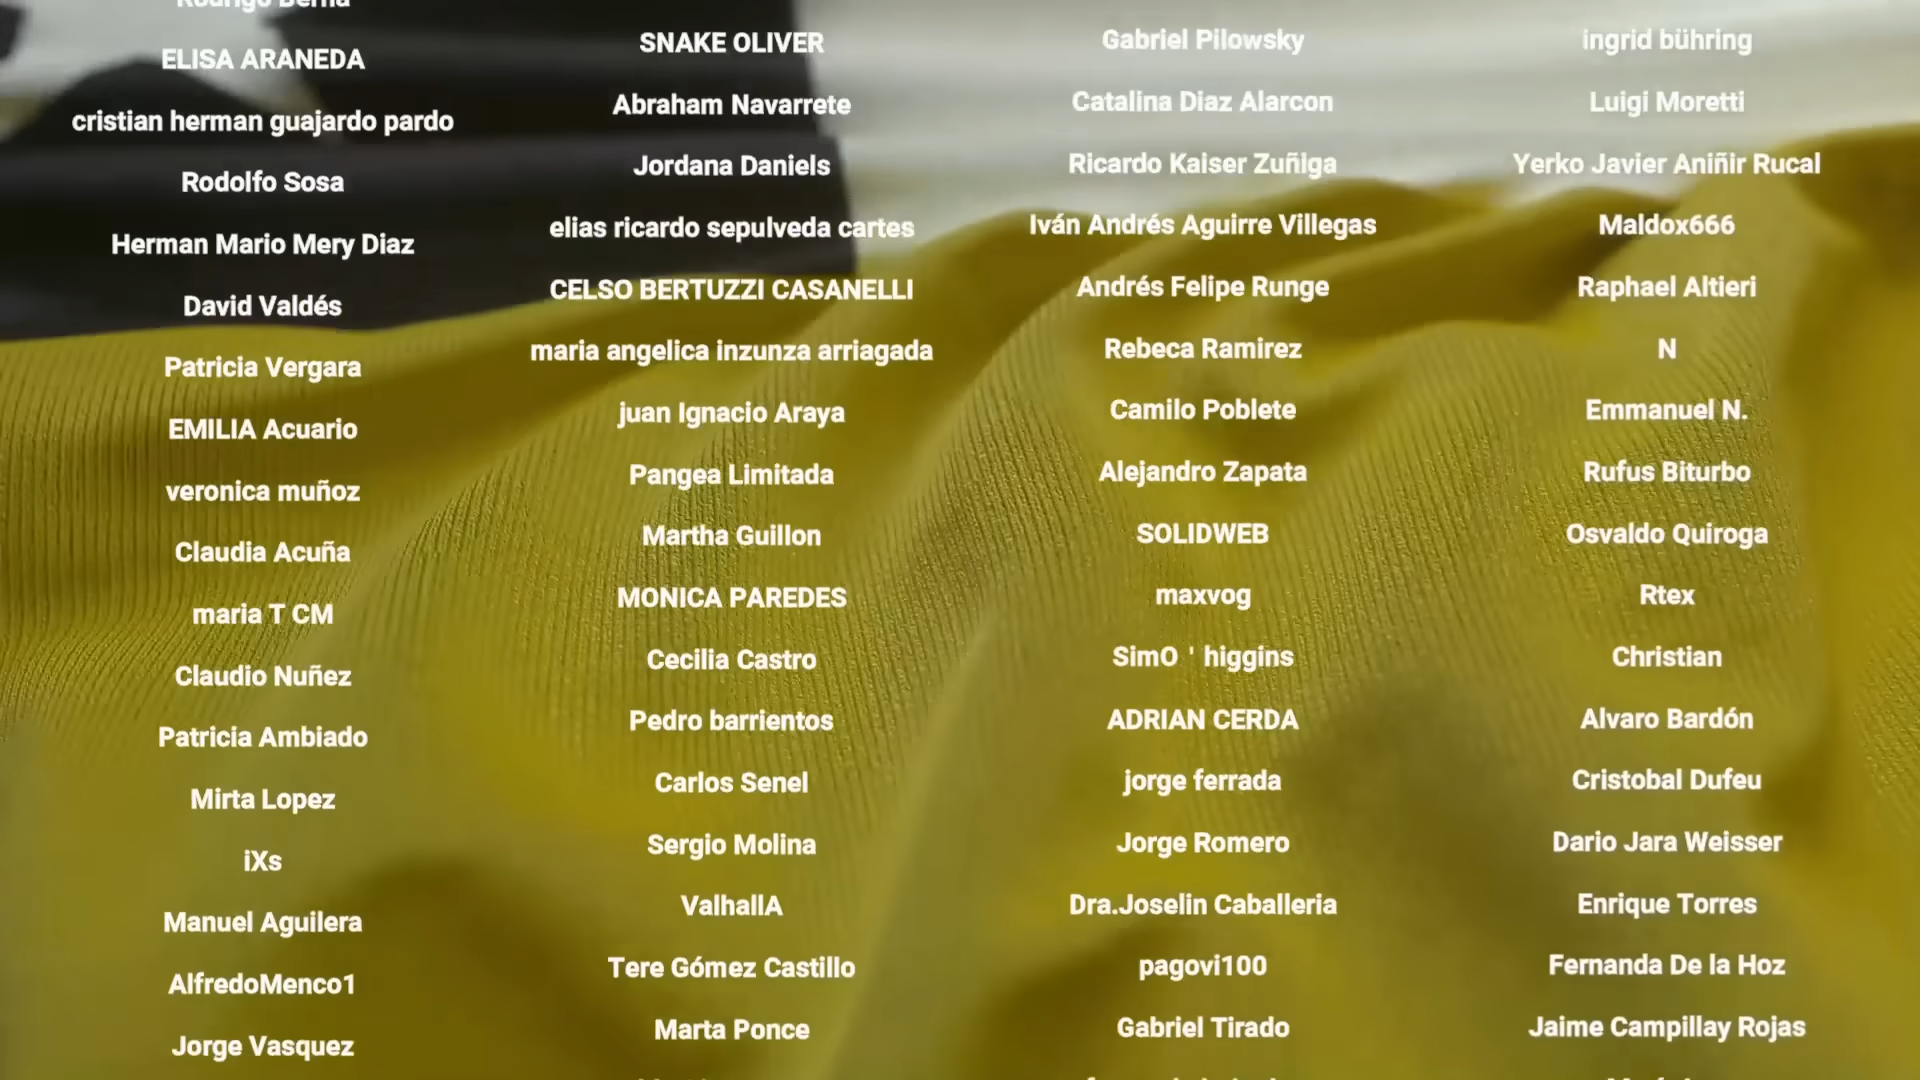 ELISA ARANEDA
cristian herman guajardo pardo
Rodolfo Sosa
Herman Mario Mery Diaz
David Valdés
Patricia Vergara
EMILIA Acuario
veronica muñoz
Claudia Acuña
maria T CM
Claudio Nuñez
Patricia Ambiado
Mirta Lopez
iXs
Manuel Aguilera
AlfredoMenco1
Jorge Vasquez
SNAKE OLIVER
Abraham Navarrete
Jordana Daniels
elias ricardo sepulveda cartes
CELSO BERTUZZI CASANELLI
maria angelica inzunza arriagada
juan Ignacio Araya
Pangea Limitada
Martha Guillon
MONICA PAREDES
Cecilia Castro
Pedro barrientos
Carlos Senel
Sergio Molina
ValhallA
Tere Gómez Castillo
Marta Ponce
Gabriel Pilowsky
Catalina Diaz Alarcon
Ricardo Kaiser Zuñiga
Iván Andrés Aguirre Villegas
Andrés Felipe Runge
Rebeca Ramirez
Camilo Poblete
Alejandro Zapata
SOLIDWEB
maxvog
SimO ' higgins
ADRIAN CERDA
jorge ferrada
Jorge Romero
Dra.Joselin Caballeria
pagovi100
Gabriel Tirado
ingrid bühring
Luigi Moretti
Yerko Javier Aniñir Rucal
Maldox666
Raphael Altieri
N
Emmanuel N.
Rufus Biturbo
Osvaldo Quiroga
Rtex
Christian
Alvaro Bardón
Cristobal Dufeu
Dario Jara Weisser
Enrique Torres
Fernanda De la Hoz
Jaime Campillay Rojas